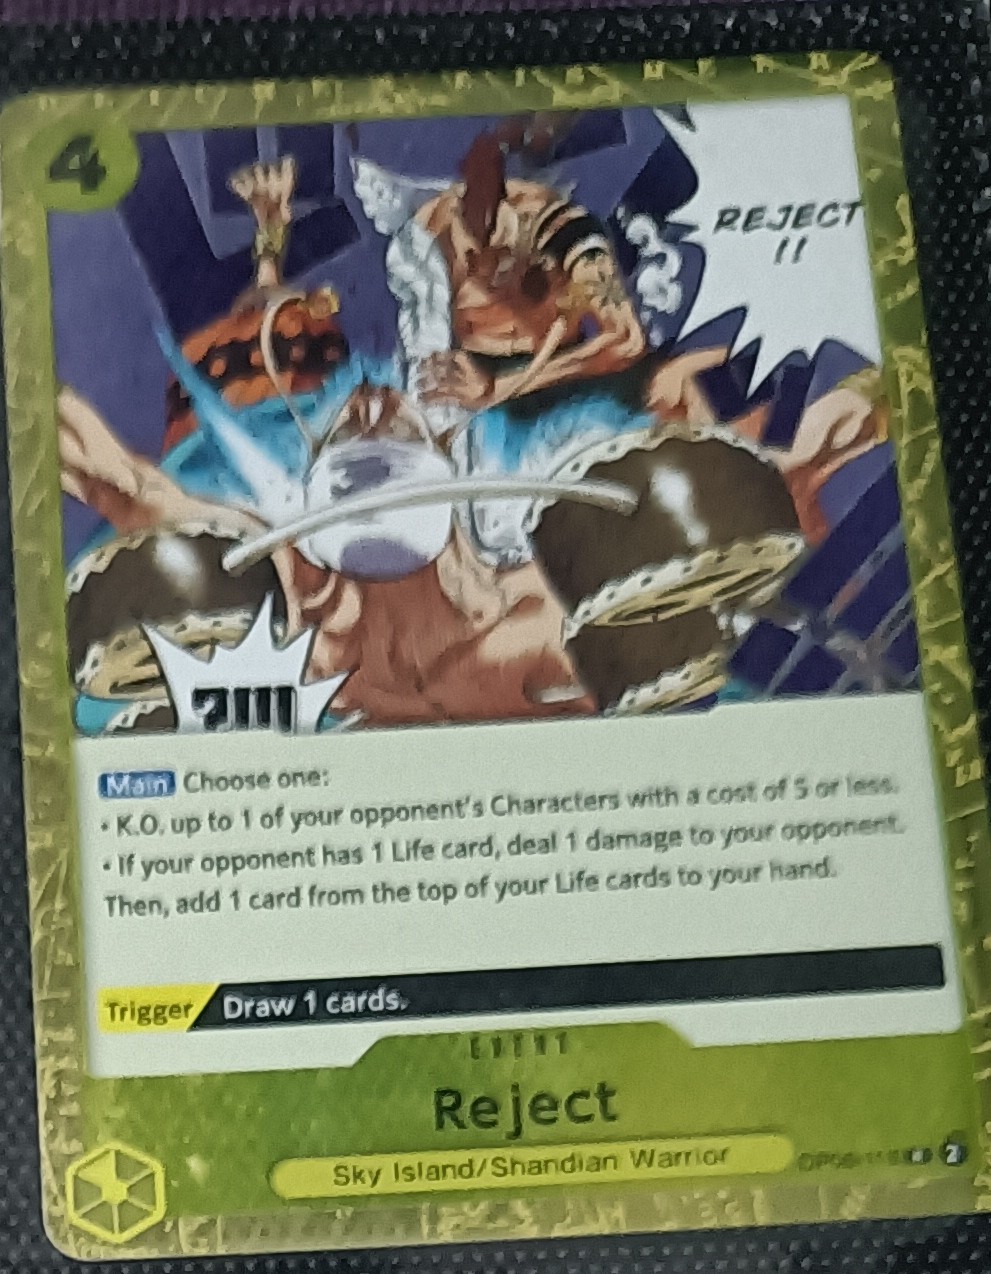 4
REJECT
!!
Main Choose one:
• K.O. up to 1 of your opponent's Characters with a cost of 5 or less.
• If your opponent has 1 Life card, deal 1 damage to your opponent.
Then, add 1 card from the top of your Life cards to your hand.
Trigger Draw 1 cards.
Reject
Sky Island/Shandian Warrior
2